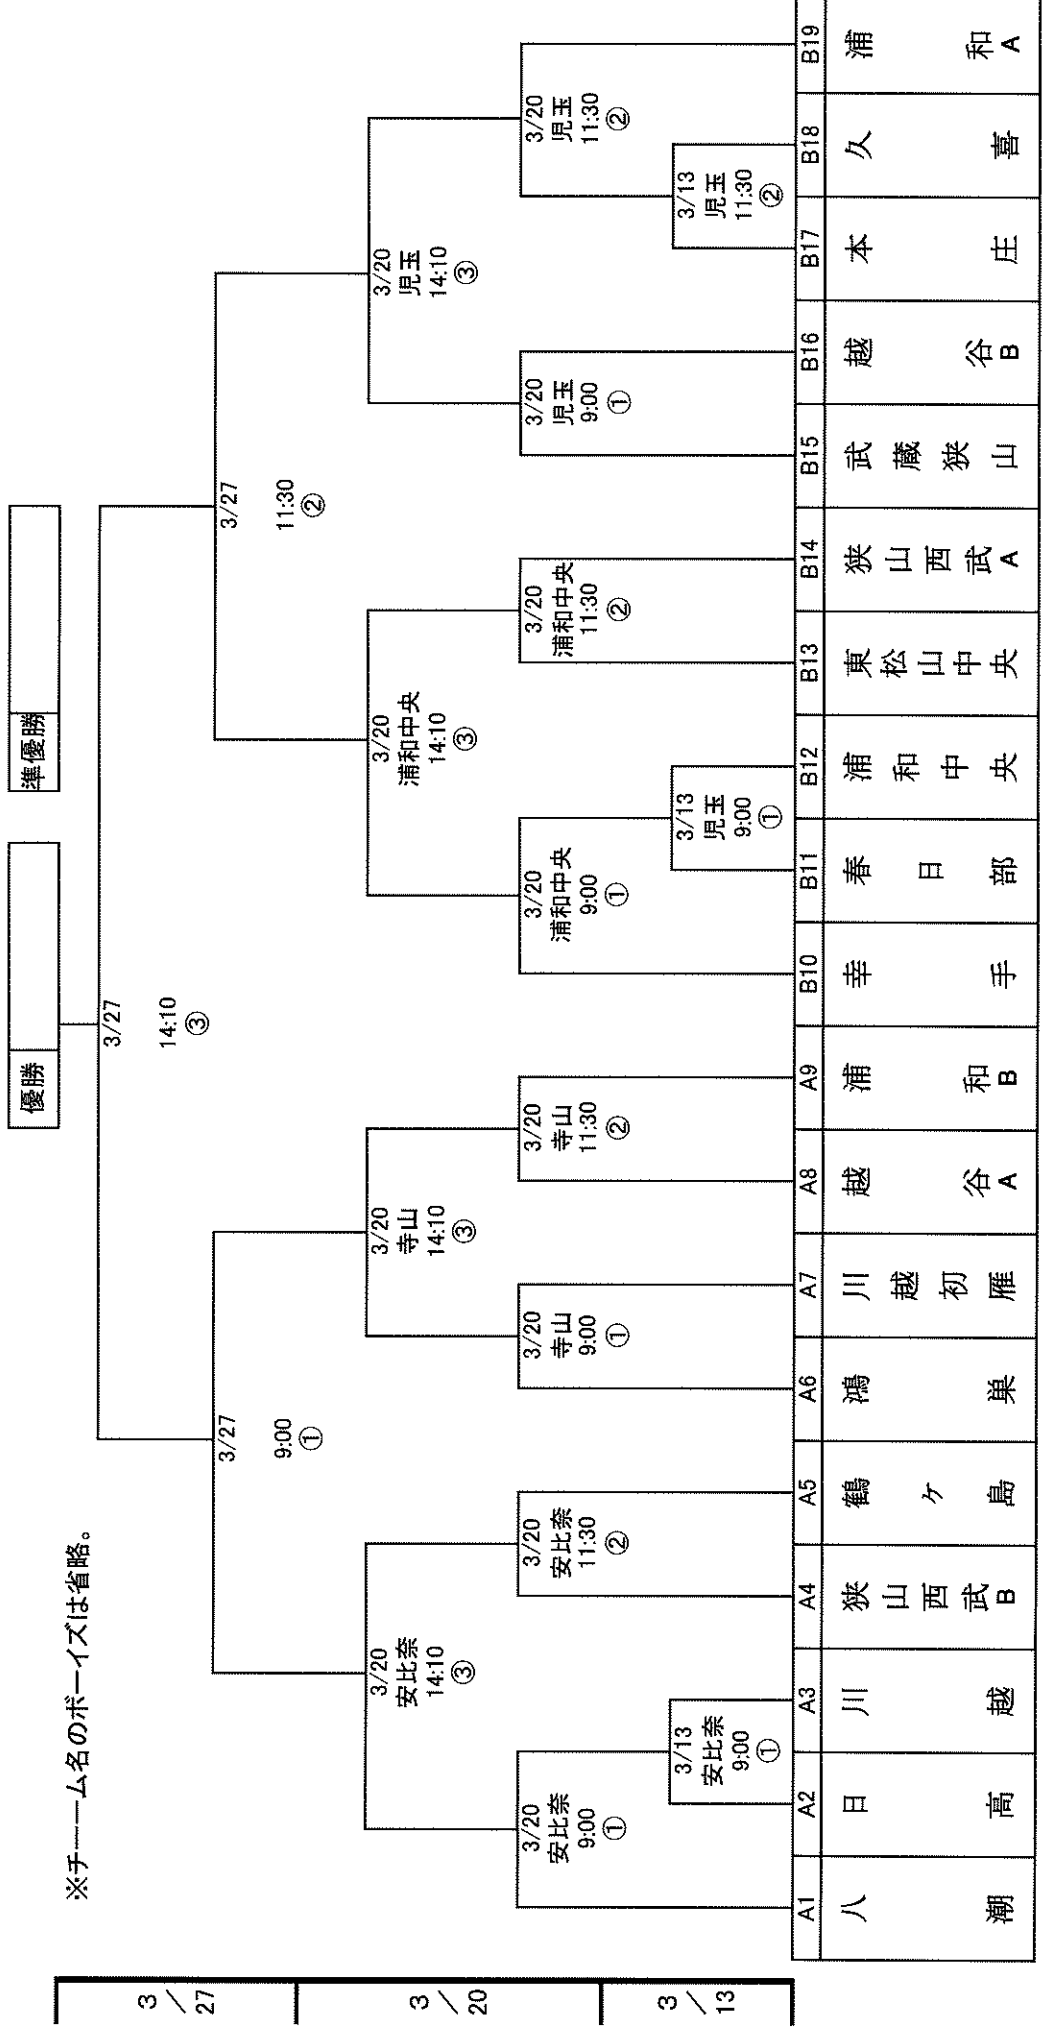 ※チーーム名のボーイズは省略。
優勝
準優勝
3/27
14:10
③
3/27
9:00
①
3/27
11:30
②
3/20
安比奈
14:10
③
3/20
寺山
14:10
③
3/20
浦和中央
14:10
③
3/20
児玉
14:10
③
3/20
安比奈
9:00
①
3/20
安比奈
11:30
②
3/20
寺山
9:00
①
3/20
寺山
11:30
②
3/20
浦和中央
9:00
①
3/20
浦和中央
11:30
②
3/20
児玉
9:00
①
3/20
児玉
11:30
②
3/13
安比奈
9:00
①
3/13
児玉
9:00
①
3/13
児玉
11:30
②
3/27
3/20
3/13
A1 八潮
A2 日高
A3 川越
A4 狭山西武B
A5 鶴ヶ島
A6 鴻巣
A7 川越初雁
A8 越谷A
A9 浦和B
B10 幸手
B11 春日部
B12 浦和中央
B13 東松山中央
B14 狭山西武A
B15 武蔵狭山
B16 越谷B
B17 本庄
B18 久喜
B19 浦和A